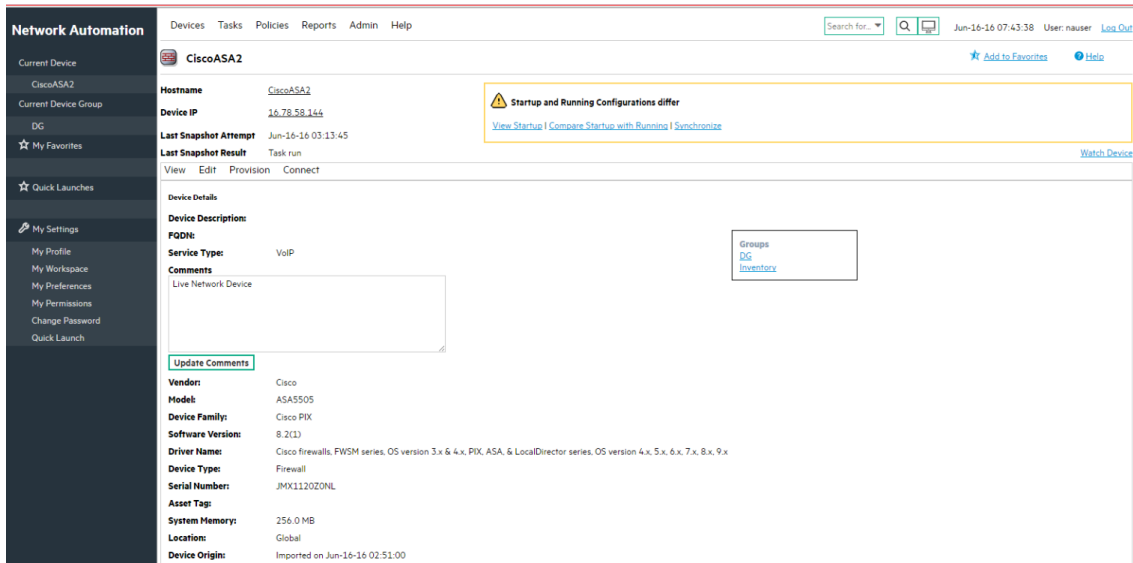 Network Automation
Devices Tasks Policies Reports Admin Help
Search for...
Jun-16-16 07:43:38 User: nauser Log Out
Current Device
CiscoASA2
Current Device Group
DG
My Favorites
Quick Launches
My Settings
My Profile
My Workspace
My Preferences
My Permissions
Change Password
Quick Launch
CiscoASA2
Add to Favorites
Help
Hostname CiscoASA2
Device IP 16.78.58.144
Last Snapshot Attempt Jun-16-16 03:13:45
Last Snapshot Result Task run
Startup and Running Configurations differ
View Startup | Compare Startup with Running | Synchronize
Watch Device
View Edit Provision Connect
Device Details
Device Description:
FQDN:
Service Type: VoIP
Comments
Live Network Device
Groups
DG
Inventory
Update Comments
Vendor: Cisco
Model: ASA5505
Device Family: Cisco PIX
Software Version: 8.2(1)
Driver Name: Cisco firewalls, FWSM series, OS version 3.x & 4.x, PIX, ASA, & LocalDirector series, OS version 4.x, 5.x, 6.x, 7.x, 8.x, 9.x
Device Type: Firewall
Serial Number: JMX1120Z0NL
Asset Tag:
System Memory: 256.0 MB
Location: Global
Device Origin: Imported on Jun-16-16 02:51:00